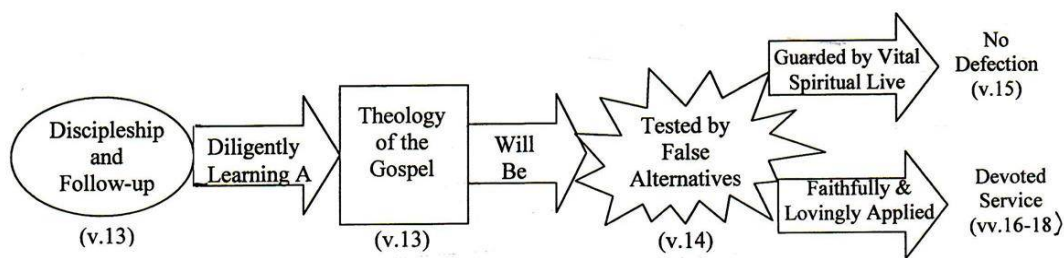 Discipleship
and
Follow-up
(v.13)
Diligently
Learning A
Theology
of the
Gospel
(v.13)
Will
Be
Tested by
False
Alternatives
(v.14)
Guarded by Vital
Spiritual Live
No
Defection
(v.15)
Faithfully &
Lovingly Applied
Devoted
Service
(vv.16-18)